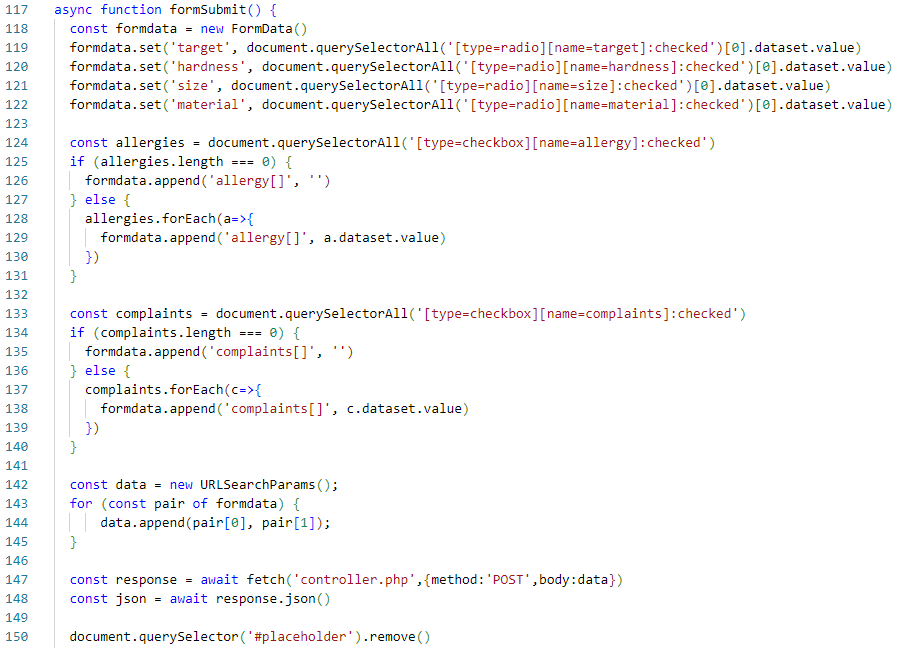 117 async function formSubmit() {
118 const formdata = new FormData()
119 formdata.set('target', document.querySelectorAll('[type=radio][name=target]:checked')[0].dataset.value)
120 formdata.set('hardness', document.querySelectorAll('[type=radio][name=hardness]:checked')[0].dataset.value)
121 formdata.set('size', document.querySelectorAll('[type=radio][name=size]:checked')[0].dataset.value)
122 formdata.set('material', document.querySelectorAll('[type=radio][name=material]:checked')[0].dataset.value)
123
124 const allergies = document.querySelectorAll('[type=checkbox][name=allergy]:checked')
125 if (allergies.length === 0) {
126 formdata.append('allergy[]', '')
127 } else {
128 allergies.forEach(a=>{
129 formdata.append('allergy[]', a.dataset.value)
130 })
131 }
132
133 const complaints = document.querySelectorAll('[type=checkbox][name=complaints]:checked')
134 if (complaints.length === 0) {
135 formdata.append('complaints[]', '')
136 } else {
137 complaints.forEach(c=>{
138 formdata.append('complaints[]', c.dataset.value)
139 })
140 }
141
142 const data = new URLSearchParams();
143 for (const pair of formdata) {
144 data.append(pair[0], pair[1]);
145 }
146
147 const response = await fetch('controller.php',{method:'POST',body:data})
148 const json = await response.json()
149
150 document.querySelector('#placeholder').remove()